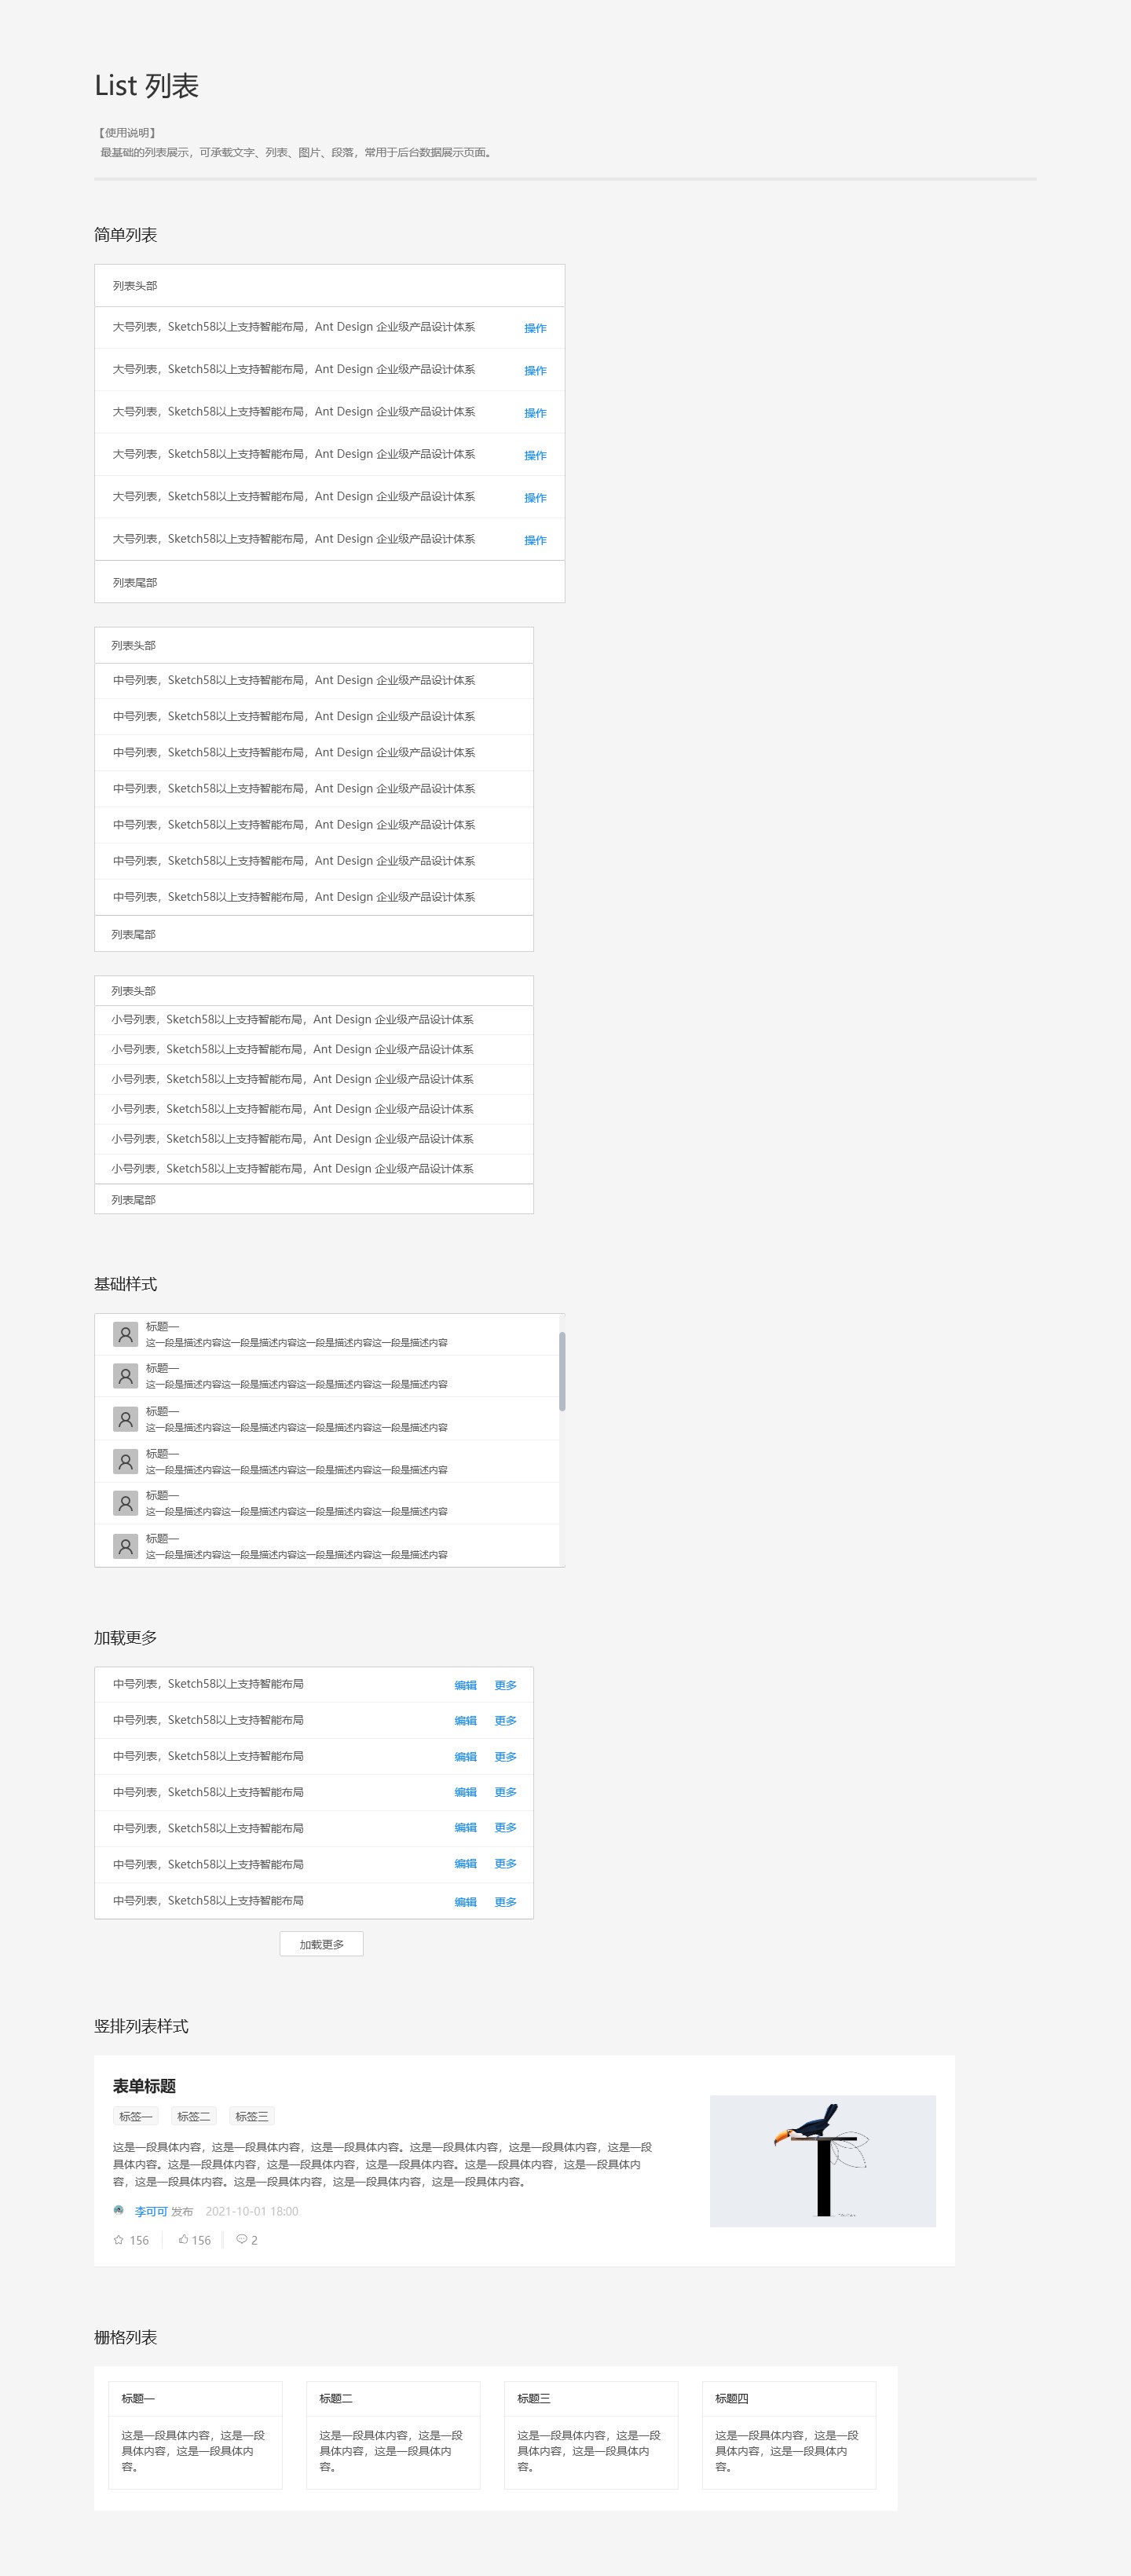 List 列表
【使用说明】
最基础的列表展示，可承载文字、列表、图片、段落，常用于后台数据展示页面。
简单列表
列表头部
大号列表，Sketch58以上支持智能布局，Ant Design 企业级产品设计体系 操作
大号列表，Sketch58以上支持智能布局，Ant Design 企业级产品设计体系 操作
大号列表，Sketch58以上支持智能布局，Ant Design 企业级产品设计体系 操作
大号列表，Sketch58以上支持智能布局，Ant Design 企业级产品设计体系 操作
大号列表，Sketch58以上支持智能布局，Ant Design 企业级产品设计体系 操作
大号列表，Sketch58以上支持智能布局，Ant Design 企业级产品设计体系 操作
列表尾部
列表头部
中号列表，Sketch58以上支持智能布局，Ant Design 企业级产品设计体系
中号列表，Sketch58以上支持智能布局，Ant Design 企业级产品设计体系
中号列表，Sketch58以上支持智能布局，Ant Design 企业级产品设计体系
中号列表，Sketch58以上支持智能布局，Ant Design 企业级产品设计体系
中号列表，Sketch58以上支持智能布局，Ant Design 企业级产品设计体系
中号列表，Sketch58以上支持智能布局，Ant Design 企业级产品设计体系
中号列表，Sketch58以上支持智能布局，Ant Design 企业级产品设计体系
列表尾部
列表头部
小号列表，Sketch58以上支持智能布局，Ant Design 企业级产品设计体系
小号列表，Sketch58以上支持智能布局，Ant Design 企业级产品设计体系
小号列表，Sketch58以上支持智能布局，Ant Design 企业级产品设计体系
小号列表，Sketch58以上支持智能布局，Ant Design 企业级产品设计体系
小号列表，Sketch58以上支持智能布局，Ant Design 企业级产品设计体系
小号列表，Sketch58以上支持智能布局，Ant Design 企业级产品设计体系
列表尾部
基础样式
标题一
这一段是描述内容这一段是描述内容这一段是描述内容这一段是描述内容
标题一
这一段是描述内容这一段是描述内容这一段是描述内容这一段是描述内容
标题一
这一段是描述内容这一段是描述内容这一段是描述内容这一段是描述内容
标题一
这一段是描述内容这一段是描述内容这一段是描述内容这一段是描述内容
标题一
这一段是描述内容这一段是描述内容这一段是描述内容这一段是描述内容
标题一
这一段是描述内容这一段是描述内容这一段是描述内容这一段是描述内容
加载更多
中号列表，Sketch58以上支持智能布局 编辑 更多
中号列表，Sketch58以上支持智能布局 编辑 更多
中号列表，Sketch58以上支持智能布局 编辑 更多
中号列表，Sketch58以上支持智能布局 编辑 更多
中号列表，Sketch58以上支持智能布局 编辑 更多
中号列表，Sketch58以上支持智能布局 编辑 更多
中号列表，Sketch58以上支持智能布局 编辑 更多
加载更多
竖排列表样式
表单标题
标签一 标签二 标签三
这是一段具体内容，这是一段具体内容，这是一段具体内容。这是一段具体内容，这是一段具体内容，这是一段
具体内容。这是一段具体内容，这是一段具体内容，这是一段具体内容。这是一段具体内容，这是一段具体内
容，这是一段具体内容。这是一段具体内容，这是一段具体内容，这是一段具体内容。
李可可 发布 2021-10-01 18:00
156 156 2
栅格列表
标题一
这是一段具体内容，这是一段
具体内容，这是一段具体内
容。
标题二
这是一段具体内容，这是一段
具体内容，这是一段具体内
容。
标题三
这是一段具体内容，这是一段
具体内容，这是一段具体内
容。
标题四
这是一段具体内容，这是一段
具体内容，这是一段具体内
容。